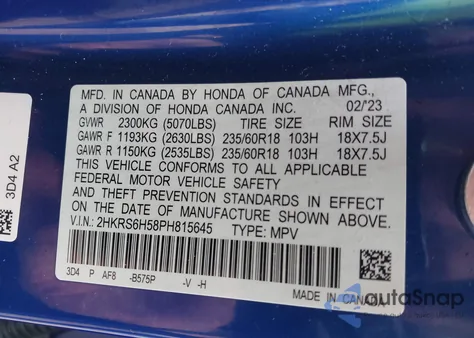 MFD. IN CANADA BY HONDA OF CANADA MFG.,
A DIVISION OF HONDA CANADA INC. 02/'23
GVWR 2300KG (5070LBS) TIRE SIZE RIM SIZE
GAWR F 1193KG (2630LBS) 235/60R18 103H 18X7.5J
GAWR R 1150KG (2535LBS) 235/60R18 103H 18X7.5J
THIS VEHICLE CONFORMS TO ALL APPLICABLE
FEDERAL MOTOR VEHICLE SAFETY
AND THEFT PREVENTION STANDARDS IN EFFECT
ON THE DATE OF MANUFACTURE SHOWN ABOVE.
V.I.N.: 2HKRS6H58PH815645 TYPE: MPV
3D4 P AF8 -B575P -V -H
MADE IN CANADA
3D4 A2
autoSnap